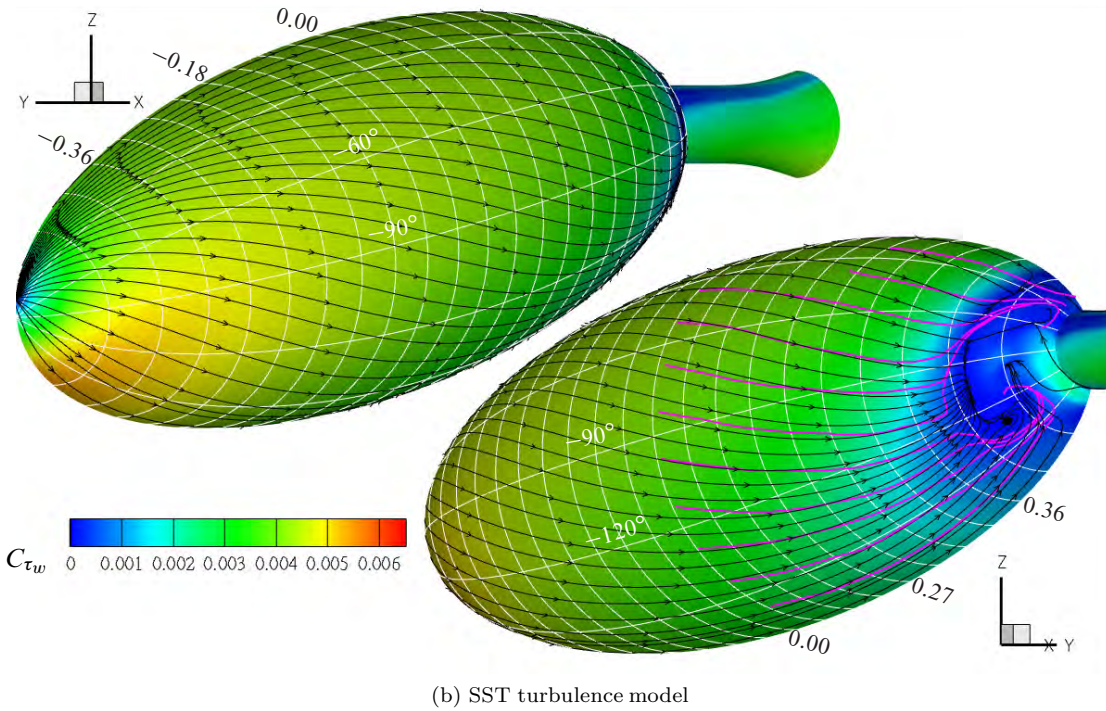 0.00
Z
−0.18
Y X
−0.36
−60°
−90°
−90°
−120°
0.36
C_{τ_w}
0 0.001 0.002 0.003 0.004 0.005 0.006
0.27
Z
0.00
X Y
(b) SST turbulence model